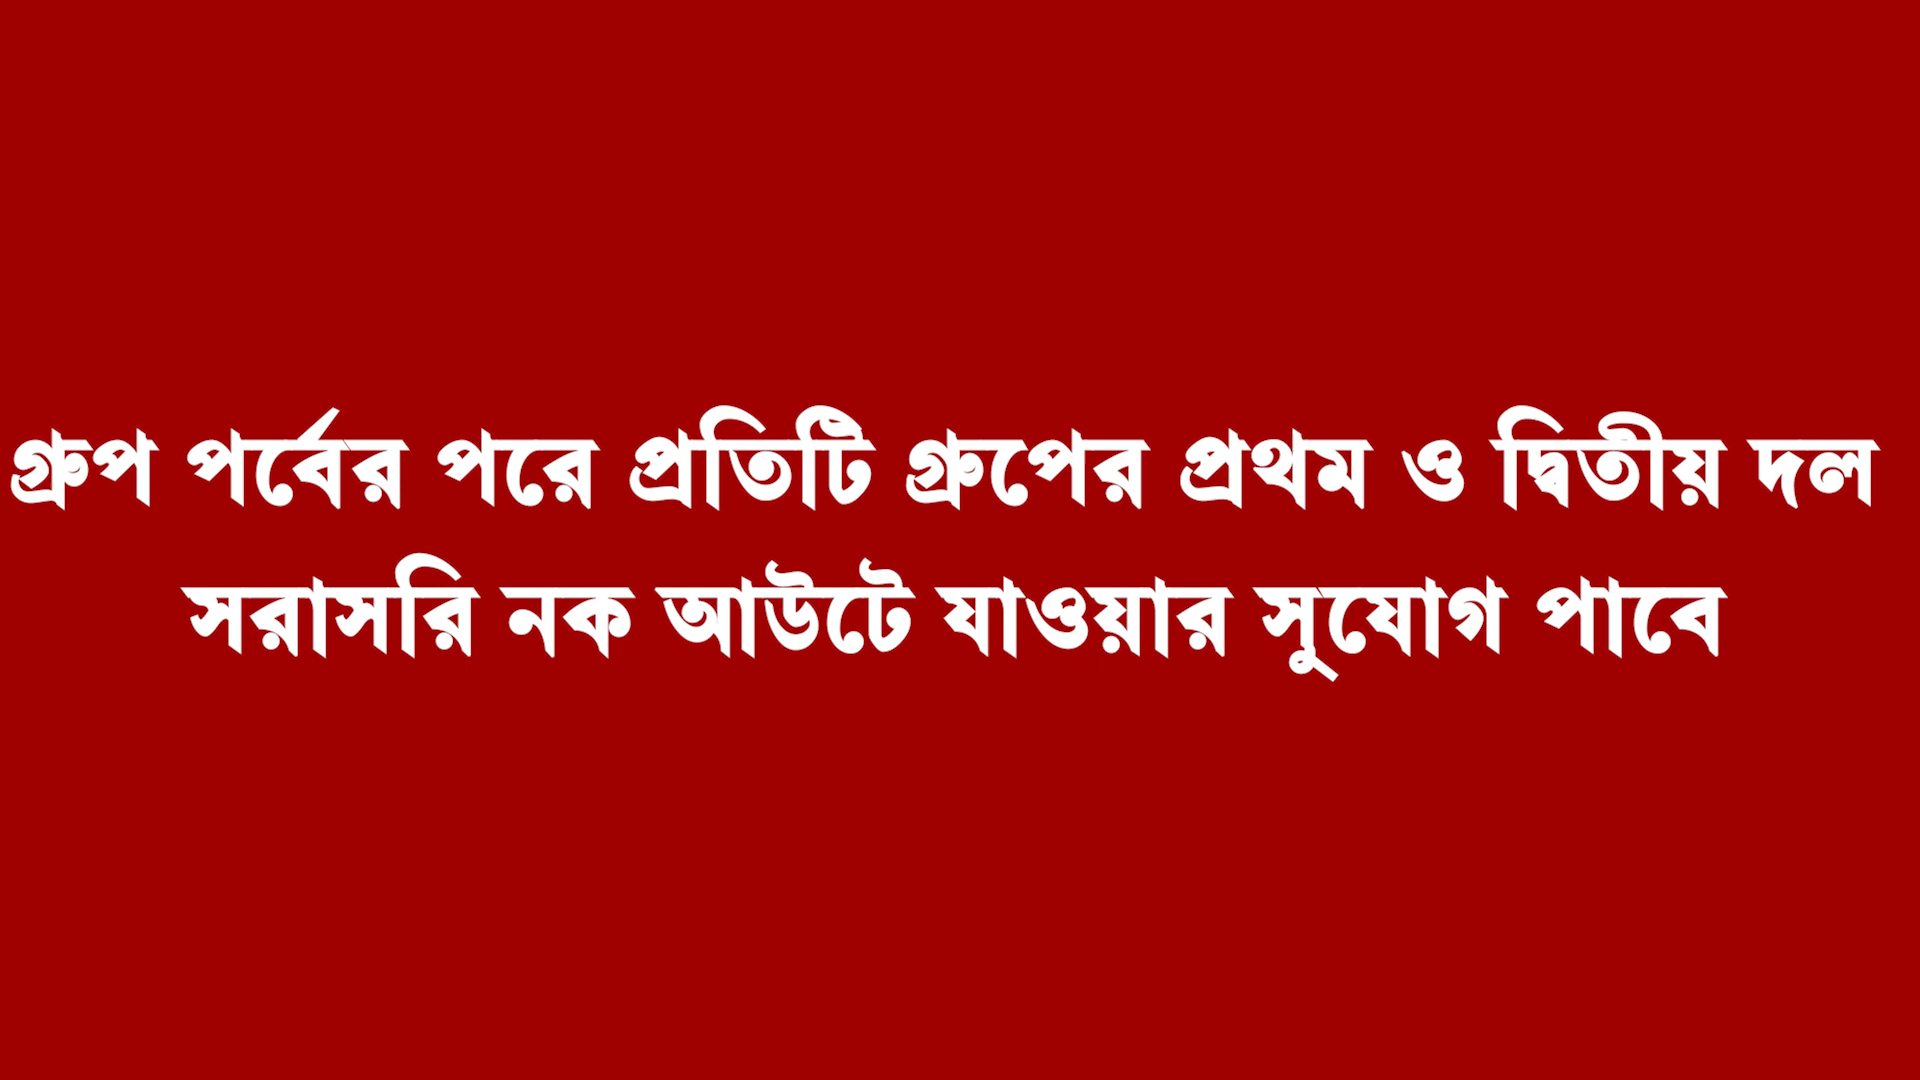 গ্রুপ পর্বের পরে প্রতিটি গ্রুপের প্রথম ও দ্বিতীয় দল
সরাসরি নক আউটে যাওয়ার সুযোগ পাবে